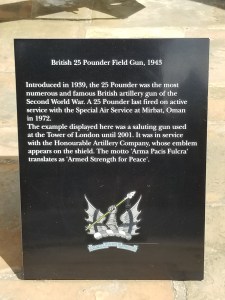 British 25 Pounder Field Gun, 1943
Introduced in 1939, the 25 Pounder was the most
numerous and famous British artillery gun of the
Second World War. A 25 Pounder last fired on active
service with the Special Air Service at Mirbat, Oman
in 1972.
The example displayed here was a saluting gun used
at the Tower of London until 2001. It was in service
with the Honourable Artillery Company, whose emblem
appears on the shield. The motto 'Arma Pacis Fulcra'
translates as 'Armed Strength for Peace'.